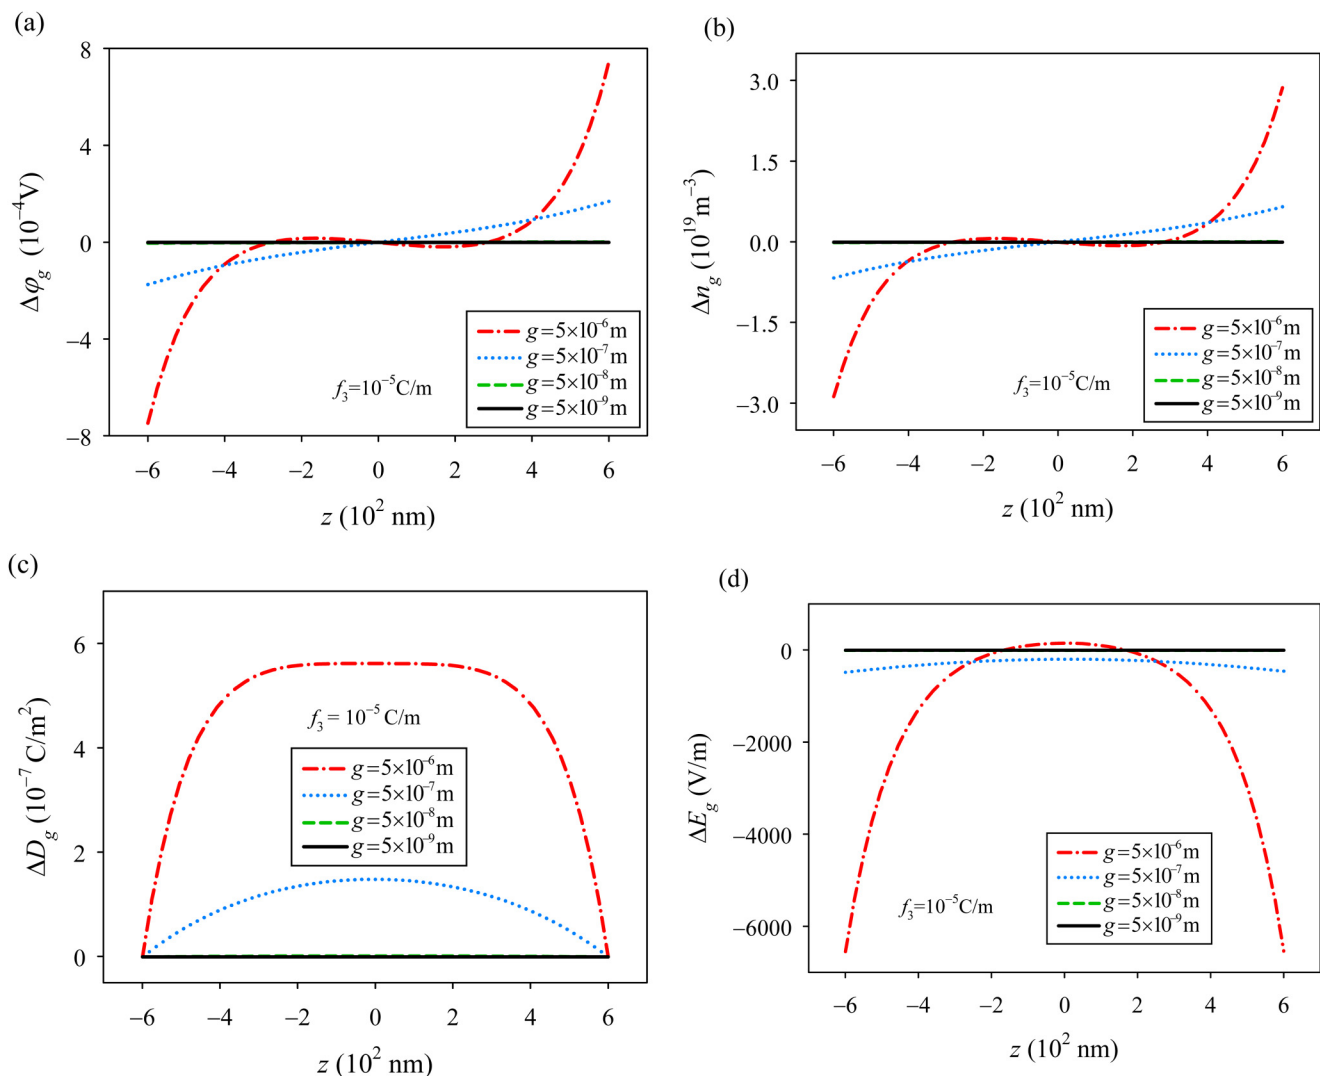 (a)
8
4
0
−4
−8
Δφg (10−4V)
g=5×10−6m
g=5×10−7m
g=5×10−8m
g=5×10−9m
f3=10−5C/m
−6 −4 −2 0 2 4 6
z (102 nm)
(b)
3.0
1.5
0.0
−1.5
−3.0
Δng (1019m−3)
g=5×10−6m
g=5×10−7m
g=5×10−8m
g=5×10−9m
f3=10−5C/m
−6 −4 −2 0 2 4 6
z (102 nm)
(c)
6
4
2
0
ΔDg (10−7 C/m2)
f3= 10−5 C/m
g=5×10−6m
g=5×10−7m
g=5×10−8m
g=5×10−9m
−6 −4 −2 0 2 4 6
z (102 nm)
(d)
0
−2000
−4000
−6000
ΔEg (V/m)
g=5×10−6m
g=5×10−7m
g=5×10−8m
g=5×10−9m
f3=10−5C/m
−6 −4 −2 0 2 4 6
z (102 nm)